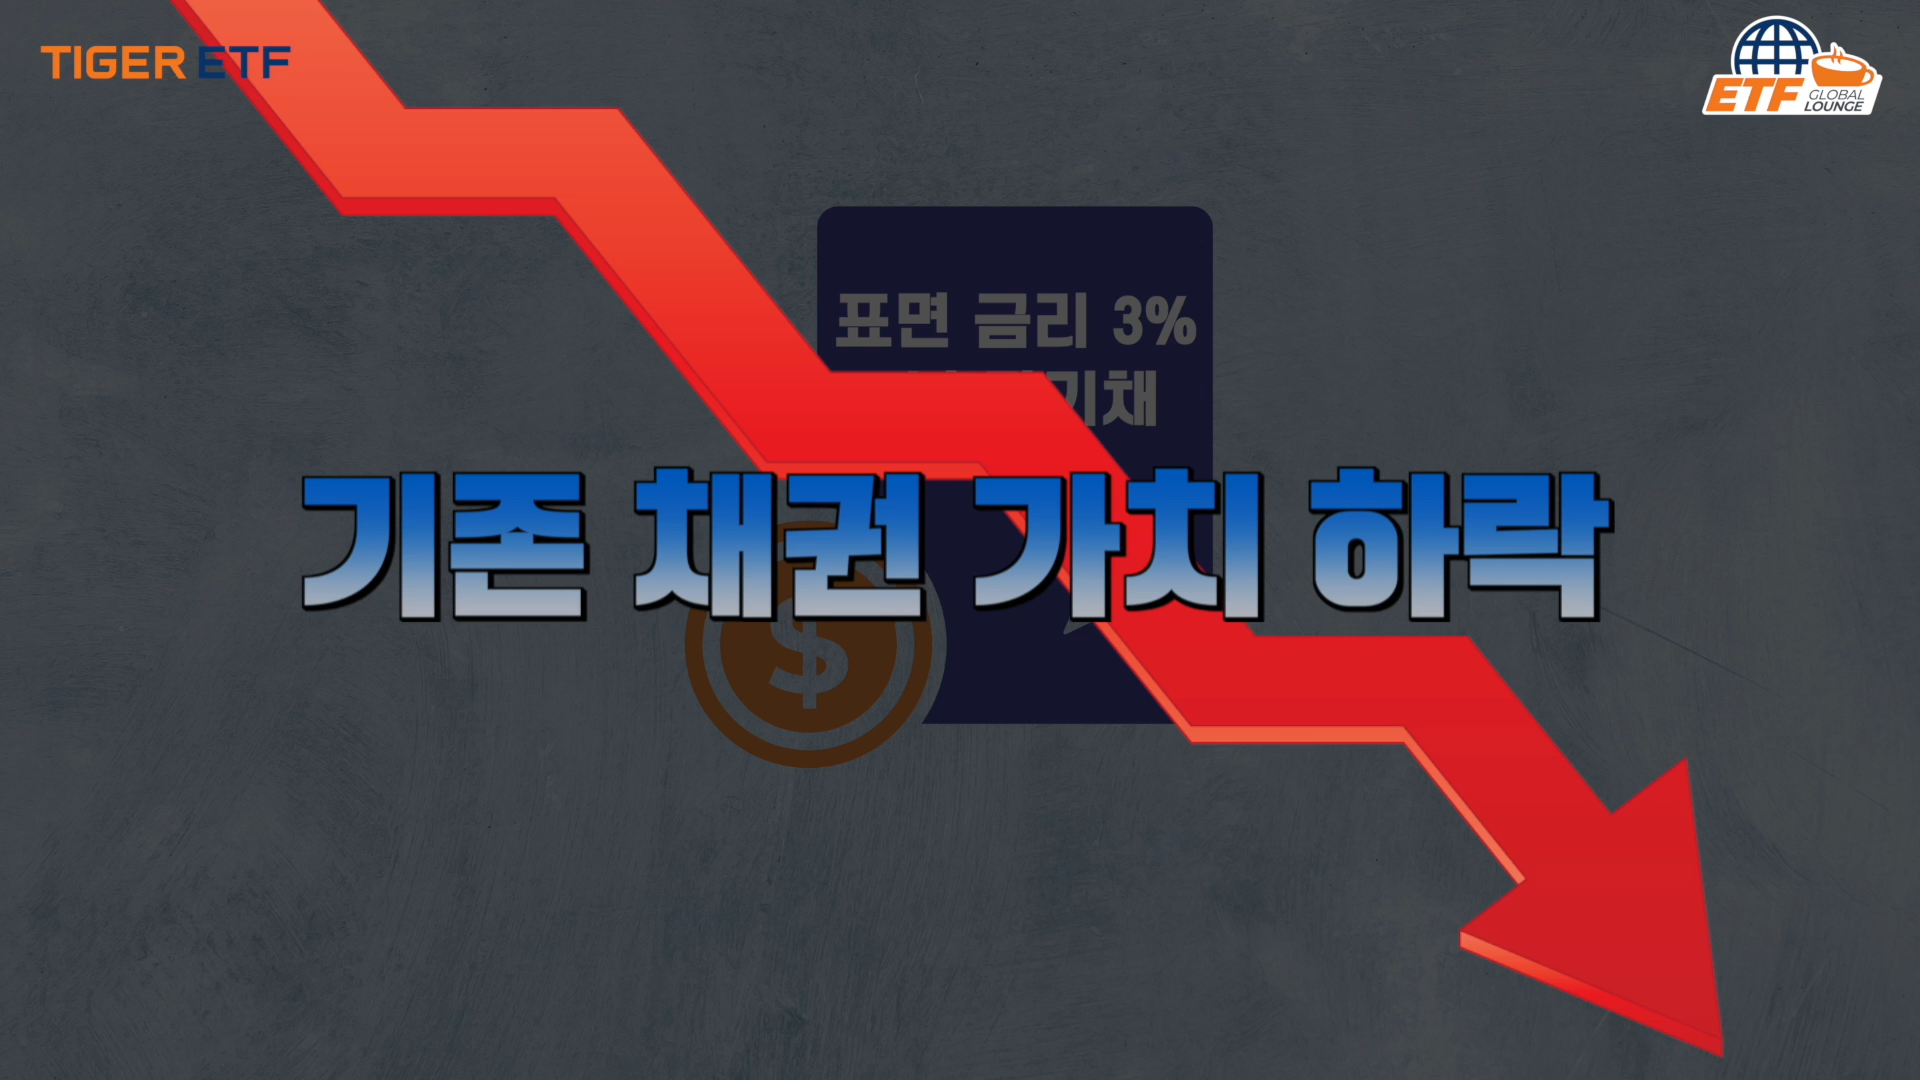 TIGER ETF
ETF GLOBAL LOUNGE
표면 금리 3%
기채
기존 채권 가치 하락
$